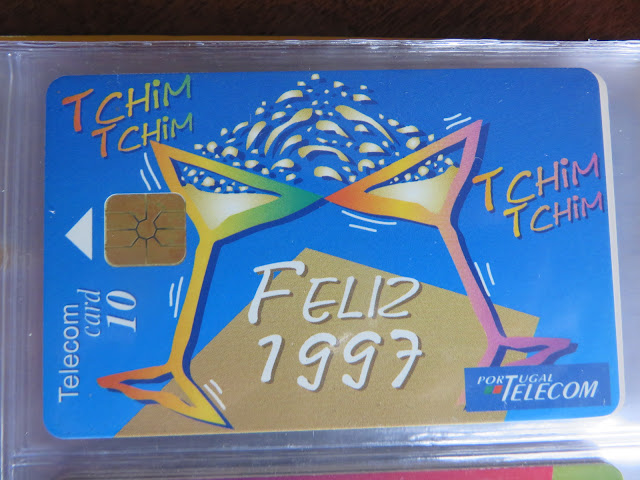 TCHiM
TCHiM
TCHiM
TCHiM
Telecom
card
10
FELIZ
1997
PORTUGAL
TELECOM